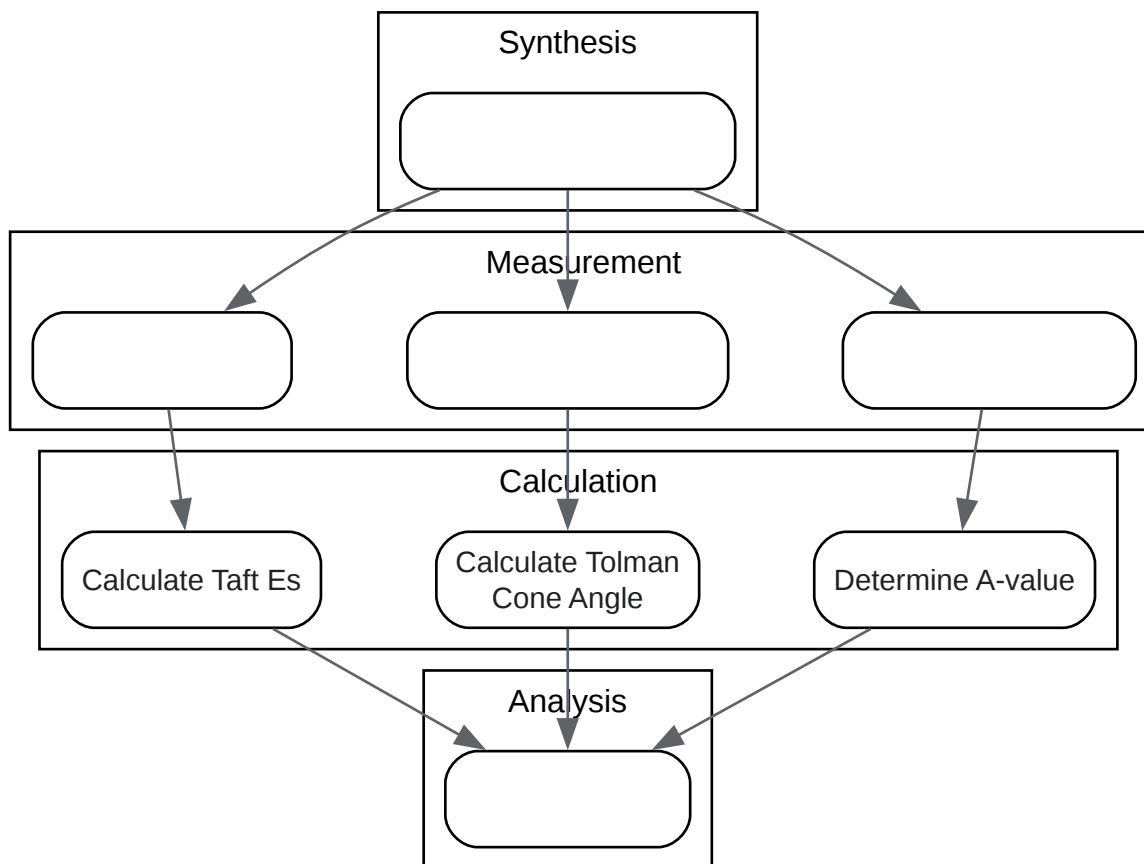 Synthesis
Measurement
Calculation
Calculate Taft Es
Calculate Tolman
Cone Angle
Determine A-value
Analysis